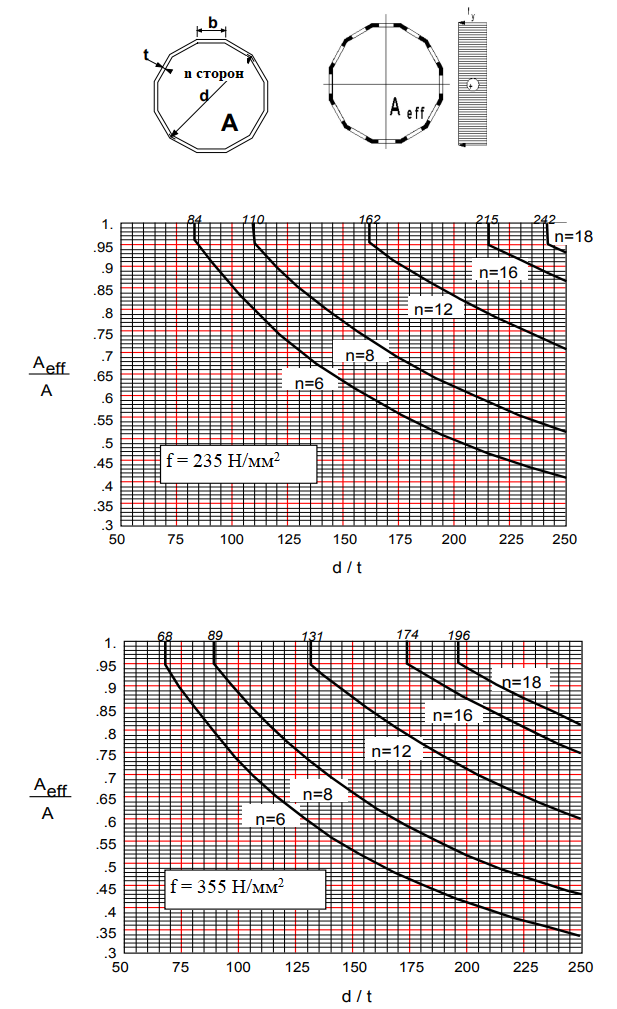 b
t
n сторон
d
A
A eff
f y
+
84 110 162 215 242
1.
.95
.9
.85
.8
.75
.7
.65
.6
.55
.5
.45
.4
.35
.3
n=18
n=16
n=12
n=8
n=6
Aeff
A
f = 235 Н/мм2
50 75 100 125 150 175 200 225 250
d / t
68 89 131 174 196
1.
.95
.9
.85
.8
.75
.7
.65
.6
.55
.5
.45
.4
.35
.3
n=18
n=16
n=12
n=8
n=6
Aeff
A
f = 355 Н/мм2
50 75 100 125 150 175 200 225 250
d / t